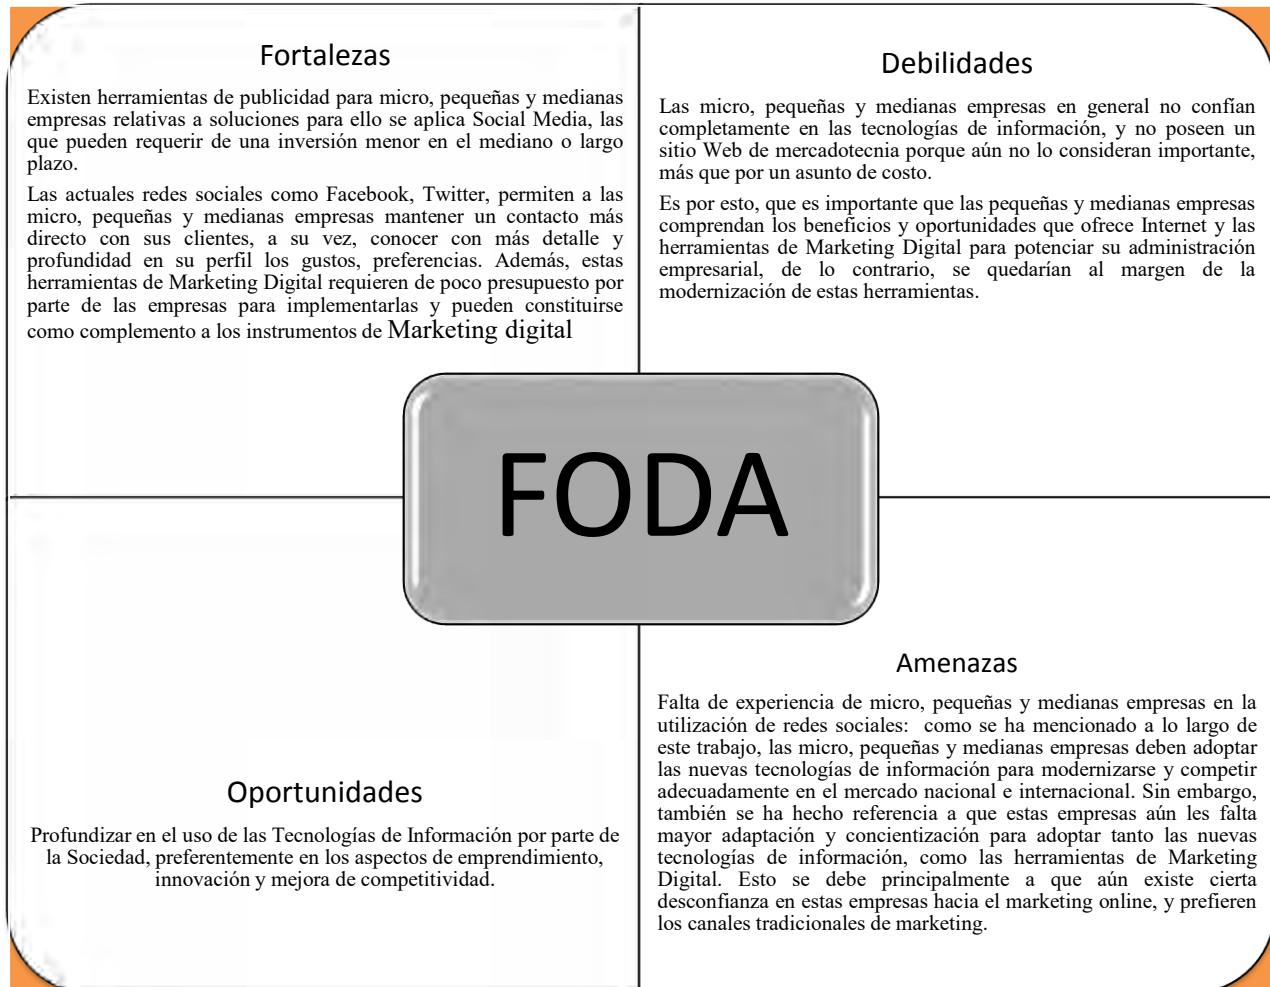 Fortalezas
Existen herramientas de publicidad para micro, pequeñas y medianas
empresas relativas a soluciones para ello se aplica Social Media, las
que pueden requerir de una inversión menor en el mediano o largo
plazo.
Las actuales redes sociales como Facebook, Twitter, permiten a las
micro, pequeñas y medianas empresas mantener un contacto más
directo con sus clientes, a su vez, conocer con más detalle y
profundidad en su perfil los gustos, preferencias. Además, estas
herramientas de Marketing Digital requieren de poco presupuesto por
parte de las empresas para implementarlas y pueden constituirse
como complemento a los instrumentos de Marketing digital
Debilidades
Las micro, pequeñas y medianas empresas en general no confían
completamente en las tecnologías de información, y no poseen un
sitio Web de mercadotecnia porque aún no lo consideran importante,
más que por un asunto de costo.
Es por esto, que es importante que las pequeñas y medianas empresas
comprendan los beneficios y oportunidades que ofrece Internet y las
herramientas de Marketing Digital para potenciar su administración
empresarial, de lo contrario, se quedarían al margen de la
modernización de estas herramientas.
FODA
Oportunidades
Profundizar en el uso de las Tecnologías de Información por parte de
la Sociedad, preferentemente en los aspectos de emprendimiento,
innovación y mejora de competitividad.
Amenazas
Falta de experiencia de micro, pequeñas y medianas empresas en la
utilización de redes sociales: como se ha mencionado a lo largo de
este trabajo, las micro, pequeñas y medianas empresas deben adoptar
las nuevas tecnologías de información para modernizarse y competir
adecuadamente en el mercado nacional e internacional. Sin embargo,
también se ha hecho referencia a que estas empresas aún les falta
mayor adaptación y concientización para adoptar tanto las nuevas
tecnologías de información, como las herramientas de Marketing
Digital. Esto se debe principalmente a que aún existe cierta
desconfianza en estas empresas hacia el marketing online, y prefieren
los canales tradicionales de marketing.